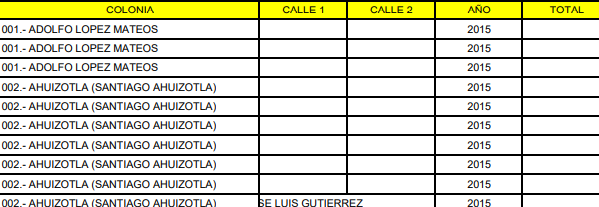 COLONIA CALLE 1 CALLE 2 AÑO TOTAL
001.- ADOLFO LOPEZ MATEOS 2015
001.- ADOLFO LOPEZ MATEOS 2015
001.- ADOLFO LOPEZ MATEOS 2015
002.- AHUIZOTLA (SANTIAGO AHUIZOTLA) 2015
002.- AHUIZOTLA (SANTIAGO AHUIZOTLA) 2015
002.- AHUIZOTLA (SANTIAGO AHUIZOTLA) 2015
002.- AHUIZOTLA (SANTIAGO AHUIZOTLA) 2015
002.- AHUIZOTLA (SANTIAGO AHUIZOTLA) 2015
002.- AHUIZOTLA (SANTIAGO AHUIZOTLA) 2015
002.- AHUIZOTLA (SANTIAGO AHUIZOTLA) SE LUIS GUTIERREZ 2015